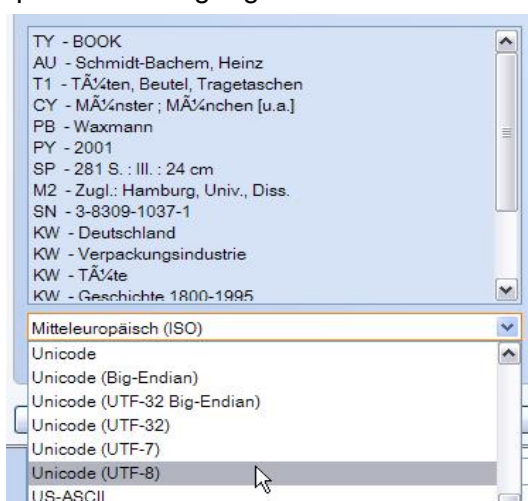 TY - BOOK
AU - Schmidt-Bachem, Heinz
T1 - TÃ¼ten, Beutel, Tragetaschen
CY - MÃ¼nster ; MÃ¼nchen [u.a.]
PB - Waxmann
PY - 2001
SP - 281 S. : Ill. : 24 cm
M2 - Zugl.: Hamburg, Univ., Diss.
SN - 3-8309-1037-1
KW - Deutschland
KW - Verpackungsindustrie
KW - TÃ¼te
KW - Geschichte 1800-1995
Mitteleuropäisch (ISO)
Unicode
Unicode (Big-Endian)
Unicode (UTF-32 Big-Endian)
Unicode (UTF-32)
Unicode (UTF-7)
Unicode (UTF-8)
US-ASCII